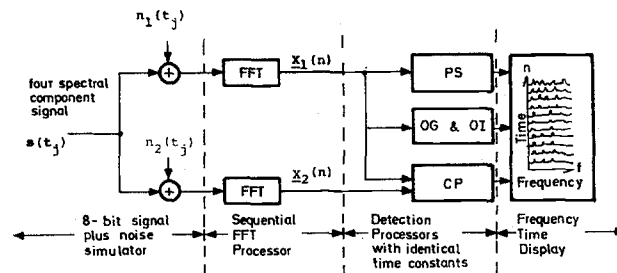 n1(tj)
four spectral
component
signal
s(tj)
n2(tj)
+
+
FFT
FFT
X1(n)
X2(n)
PS
OG & OI
CP
n
Time
f
Frequency
8-bit signal
plus noise
simulator
Sequential
FFT
Processor
Detection
Processors
with identical
time constants
Frequency
Time
Display